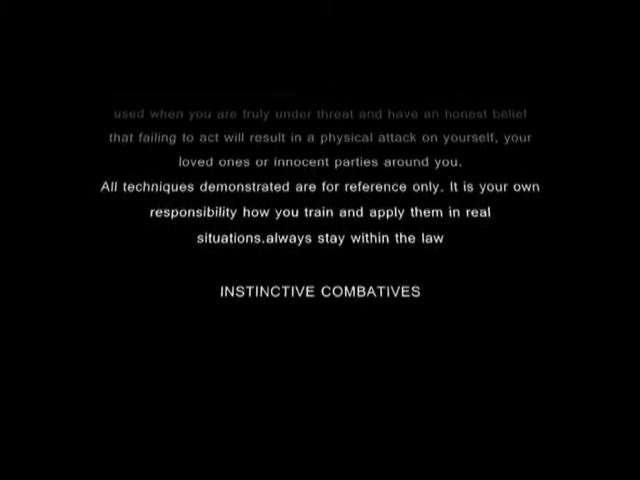 used when you are truly under threat and have an honest belief
that failing to act will result in a physical attack on yourself, your
loved ones or innocent parties around you.
All techniques demonstrated are for reference only. It is your own
responsibility how you train and apply them in real
situations.always stay within the law
INSTINCTIVE COMBATIVES